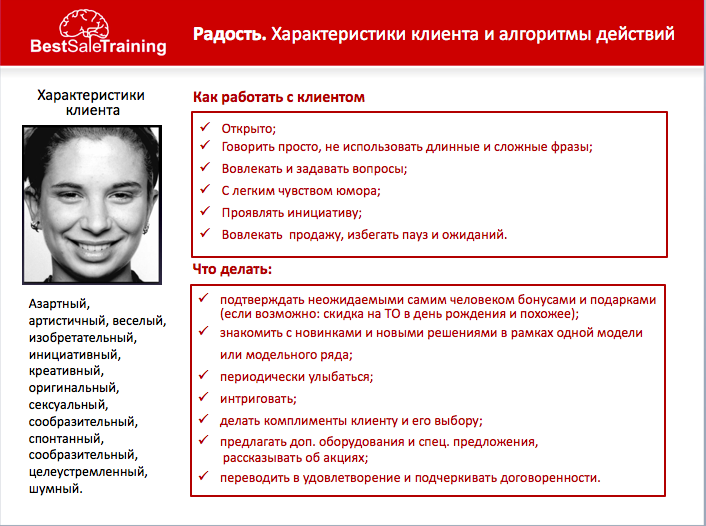 BestSaleTraining
Радость. Характеристики клиента и алгоритмы действий
Характеристики
клиента
Азартный,
артистичный, веселый,
изобретательный,
инициативный,
креативный,
оригинальный,
сексуальный,
сообразительный,
спонтанный,
сообразительный,
целеустремленный,
шумный.
Как работать с клиентом
✓ Открыто;
✓ Говорить просто, не использовать длинные и сложные фразы;
✓ Вовлекать и задавать вопросы;
✓ С легким чувством юмора;
✓ Проявлять инициативу;
✓ Вовлекать продажу, избегать пауз и ожиданий.
Что делать:
✓ подтверждать неожидаемыми самим человеком бонусами и подарками
(если возможно: скидка на ТО в день рождения и похожее);
✓ знакомить с новинками и новыми решениями в рамках одной модели
или модельного ряда;
✓ периодически улыбаться;
✓ интриговать;
✓ делать комплименты клиенту и его выбору;
✓ предлагать доп. оборудования и спец. предложения,
рассказывать об акциях;
✓ переводить в удовлетворение и подчеркивать договоренности.